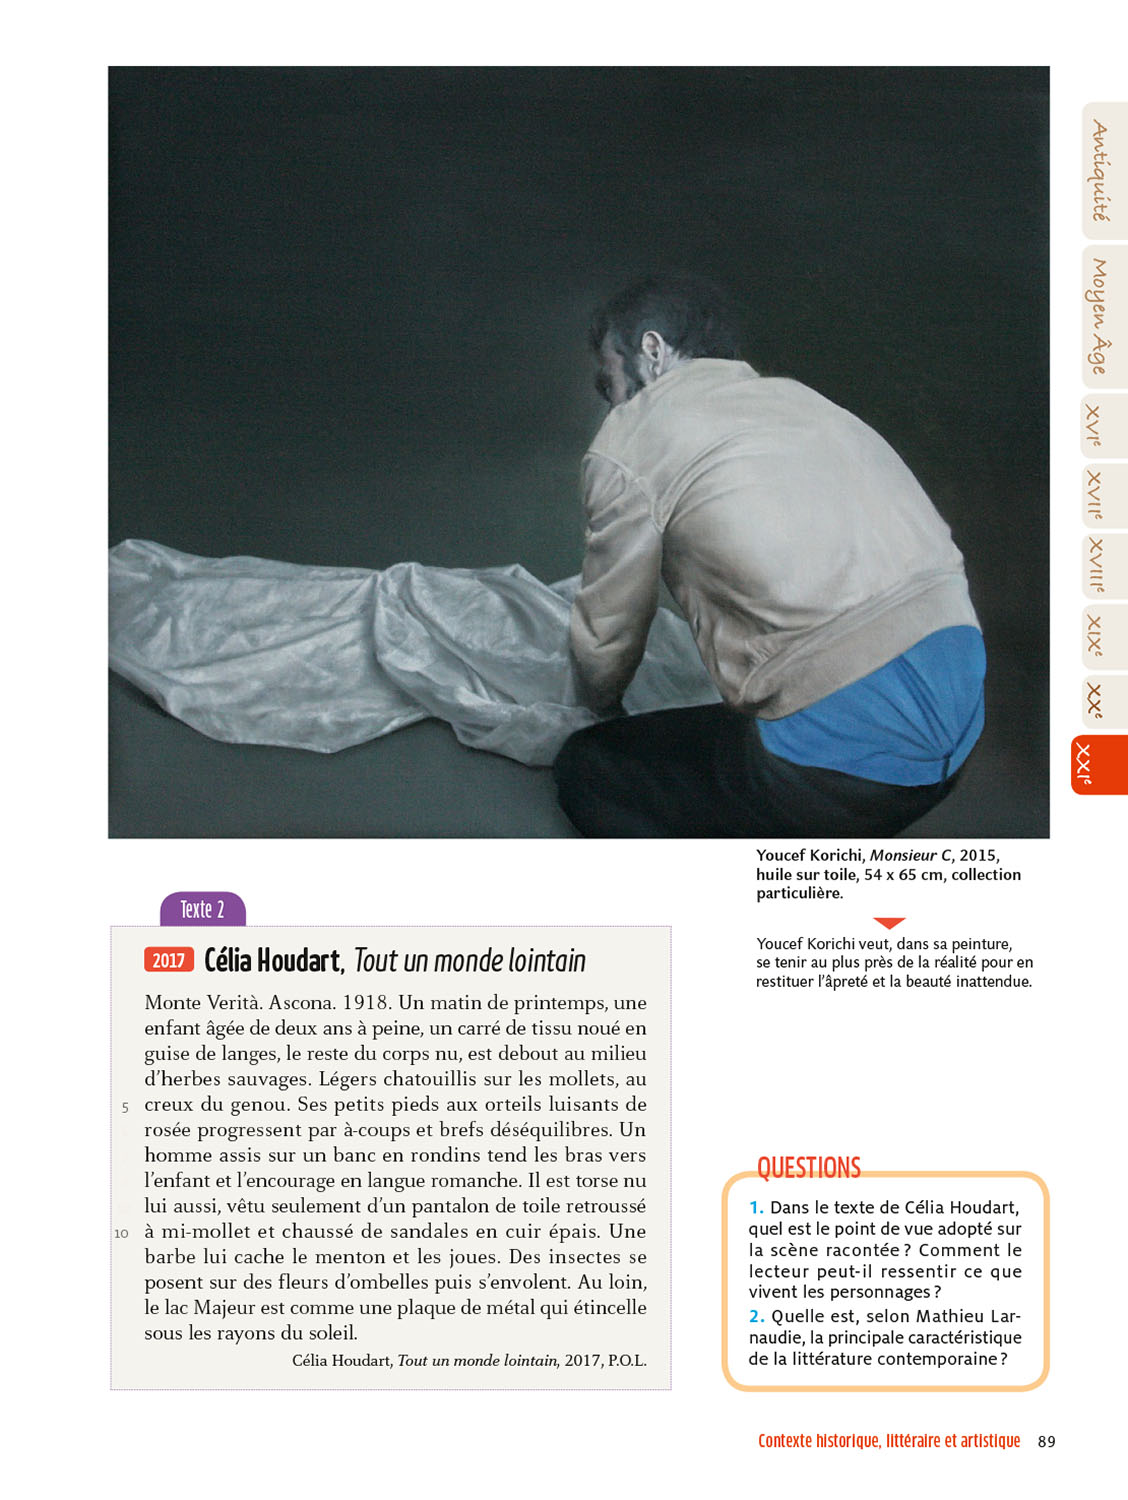 Antiquité
Moyen Âge
XVIe
XVIIe
XVIIIe
XIXe
XXe
XXIe
Youcef Korichi, Monsieur C, 2015,
huile sur toile, 54 x 65 cm, collection
particulière.
Youcef Korichi veut, dans sa peinture,
se tenir au plus près de la réalité pour en
restituer l’âpreté et la beauté inattendue.
Texte 2
2017 Célia Houdart, Tout un monde lointain
Monte Verità. Ascona. 1918. Un matin de printemps, une
enfant âgée de deux ans à peine, un carré de tissu noué en
guise de langes, le reste du corps nu, est debout au milieu
d’herbes sauvages. Légers chatouillis sur les mollets, au
5 creux du genou. Ses petits pieds aux orteils luisants de
rosée progressent par à-coups et brefs déséquilibres. Un
homme assis sur un banc en rondins tend les bras vers
l’enfant et l’encourage en langue romanche. Il est torse nu
lui aussi, vêtu seulement d’un pantalon de toile retroussé
10 à mi-mollet et chaussé de sandales en cuir épais. Une
barbe lui cache le menton et les joues. Des insectes se
posent sur des fleurs d’ombelles puis s’envolent. Au loin,
le lac Majeur est comme une plaque de métal qui étincelle
sous les rayons du soleil.
Célia Houdart, Tout un monde lointain, 2017, P.O.L.
QUESTIONS
1. Dans le texte de Célia Houdart,
quel est le point de vue adopté sur
la scène racontée ? Comment le
lecteur peut-il ressentir ce que
vivent les personnages ?
2. Quelle est, selon Mathieu Lar-
naudie, la principale caractéristique
de la littérature contemporaine ?
Contexte historique, littéraire et artistique 89